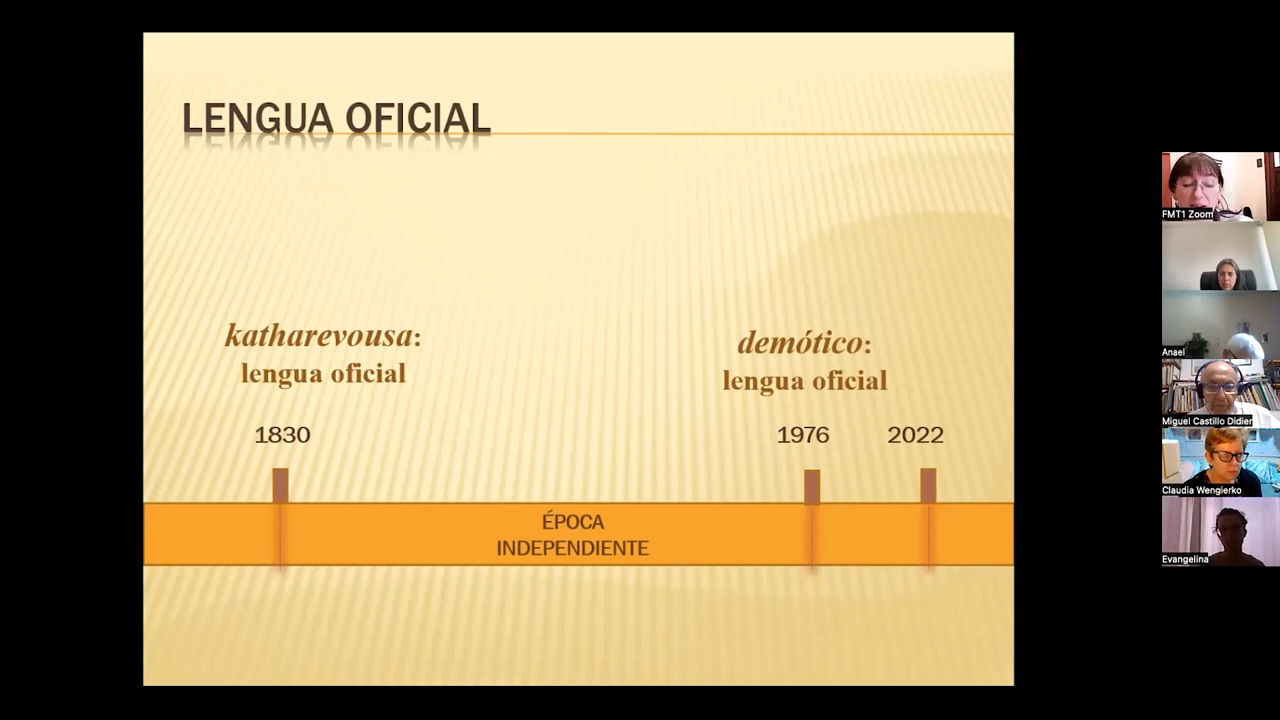 LENGUA OFICIAL
katharevousa:
lengua oficial
demótico:
lengua oficial
1830
1976
2022
ÉPOCA
INDEPENDIENTE
FMT1 Zoom
Anael
Miguel Castillo Didier
Claudia Wengierko
Evangelina